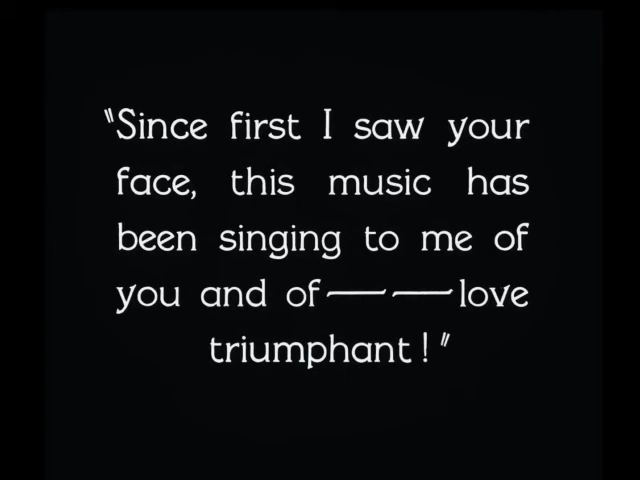 "Since first I saw your
face, this music has
been singing to me of
you and of — — love
triumphant!"